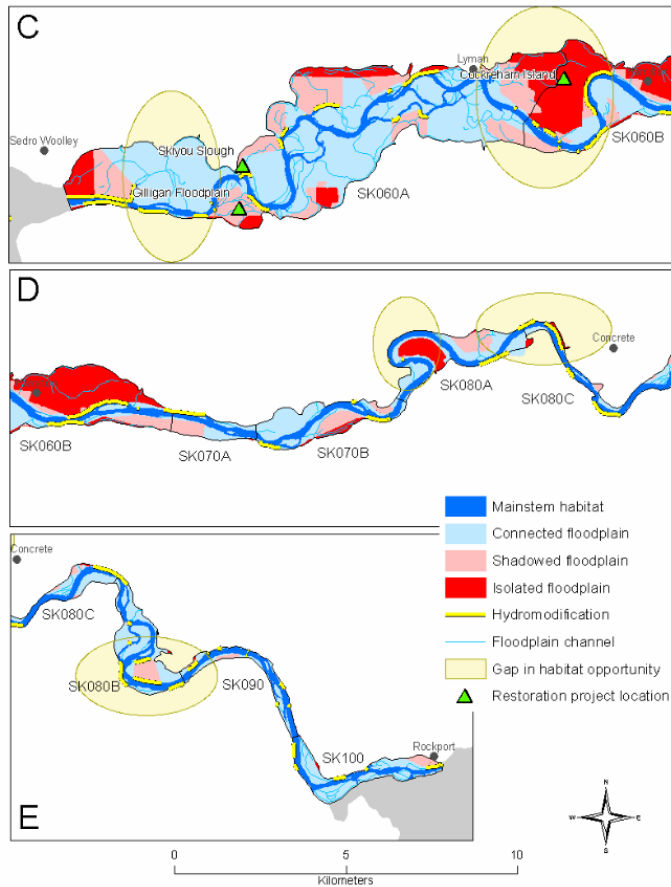 C
Lyman
Cockreham Island
Sedro Woolley
Skiyou Slough
SK060B
Gilligan Floodplain
SK060A
D
Concrete
SK080A
SK080C
SK060B
SK070A
SK070B
Mainstem habitat
Connected floodplain
Shadowed floodplain
Isolated floodplain
Hydromodification
Floodplain channel
Gap in habitat opportunity
Restoration project location
Concrete
SK080C
SK080B
SK090
SK100
Rockport
E
N
W E
S
0 5 10
Kilometers